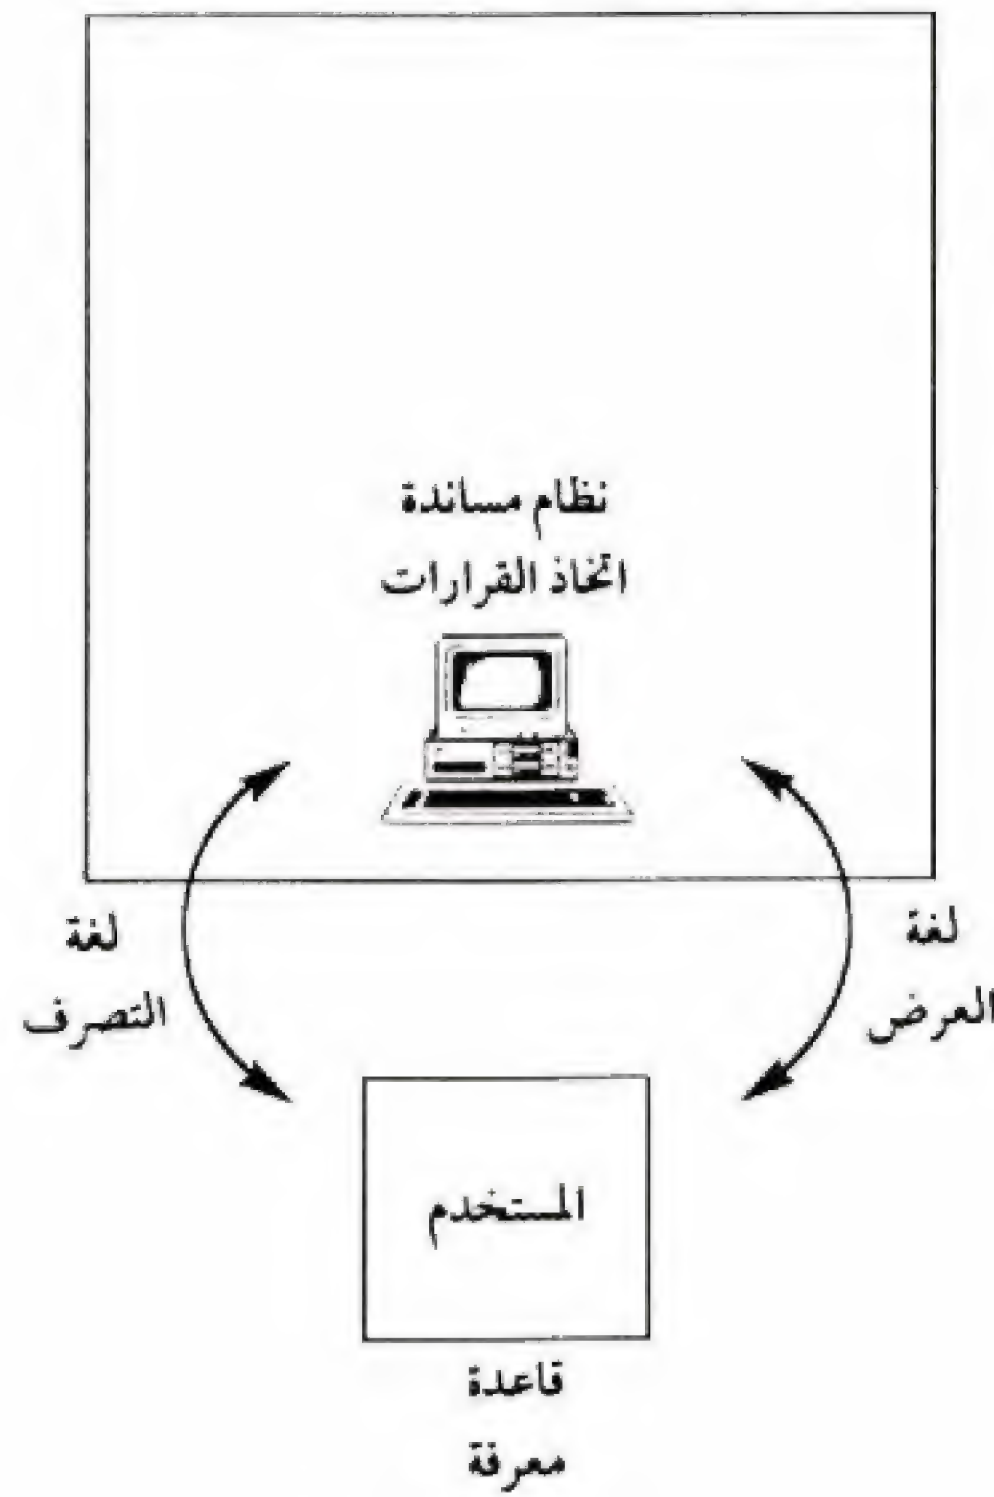 نظام مساندة
اتخاذ القرارات
لغة
العرض
لغة
التصرف
المستخدم
قاعدة
معرفة